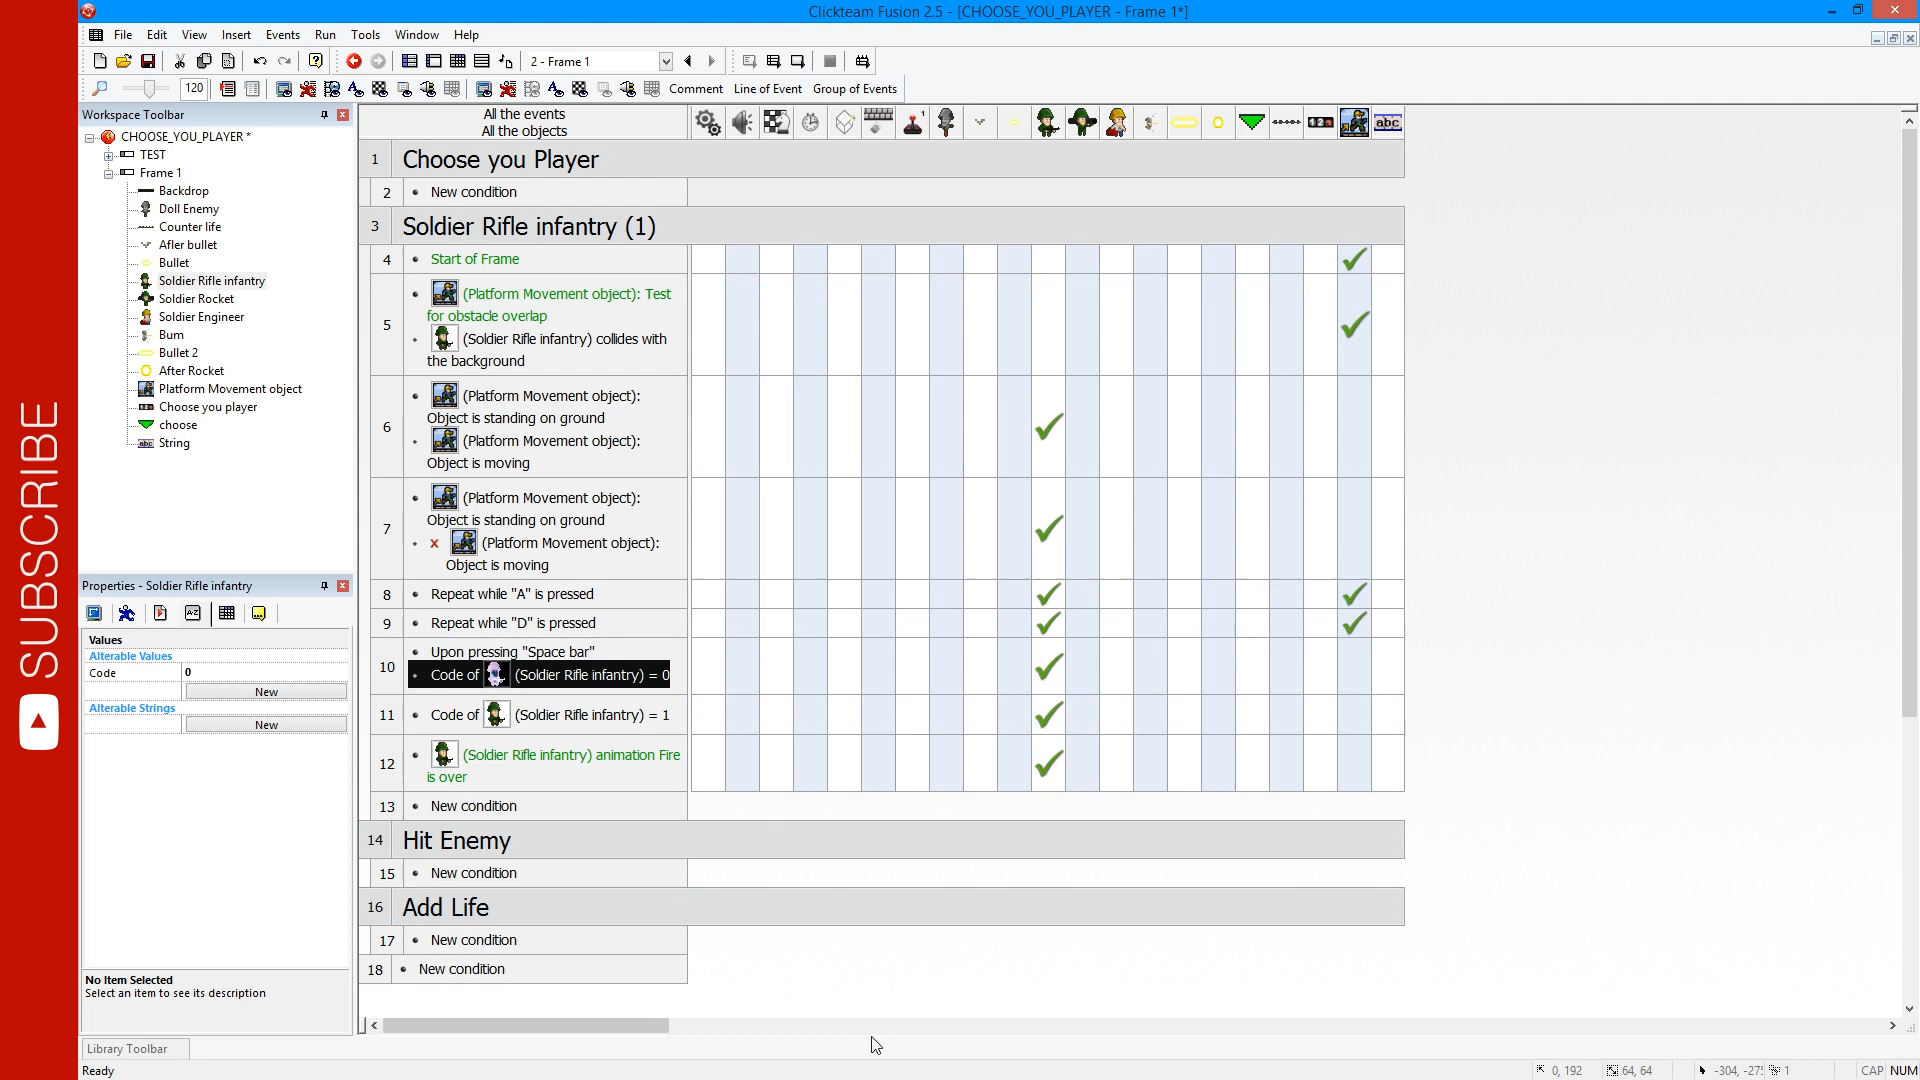 SUBSCRIBE
Clickteam Fusion 2.5 - [CHOOSE_YOU_PLAYER - Frame 1*]
File Edit View Insert Events Run Tools Window Help
2 - Frame 1
120
Comment Line of Event Group of Events
Workspace Toolbar
CHOOSE_YOU_PLAYER *
TEST
Frame 1
Backdrop
Doll Enemy
Counter life
Afler bullet
Bullet
Soldier Rifle infantry
Soldier Rocket
Soldier Engineer
Bum
Bullet 2
After Rocket
Platform Movement object
Choose you player
choose
String
Properties - Soldier Rifle infantry
Values
Alterable Values
Code 0
New
Alterable Strings
New
No Item Selected
Select an item to see its description
Library Toolbar
Ready
All the events
All the objects
1 Choose you Player
2 • New condition
3 Soldier Rifle infantry (1)
4 • Start of Frame
5 • (Platform Movement object): Test
for obstacle overlap
• (Soldier Rifle infantry) collides with
the background
6 • (Platform Movement object):
Object is standing on ground
• (Platform Movement object):
Object is moving
7 • (Platform Movement object):
Object is standing on ground
• X (Platform Movement object):
Object is moving
8 • Repeat while "A" is pressed
9 • Repeat while "D" is pressed
10 • Upon pressing "Space bar"
• Code of (Soldier Rifle infantry) = 0
11 • Code of (Soldier Rifle infantry) = 1
12 • (Soldier Rifle infantry) animation Fire
is over
13 • New condition
14 Hit Enemy
15 • New condition
16 Add Life
17 • New condition
18 • New condition
0, 192 64, 64 1 CAP NUM